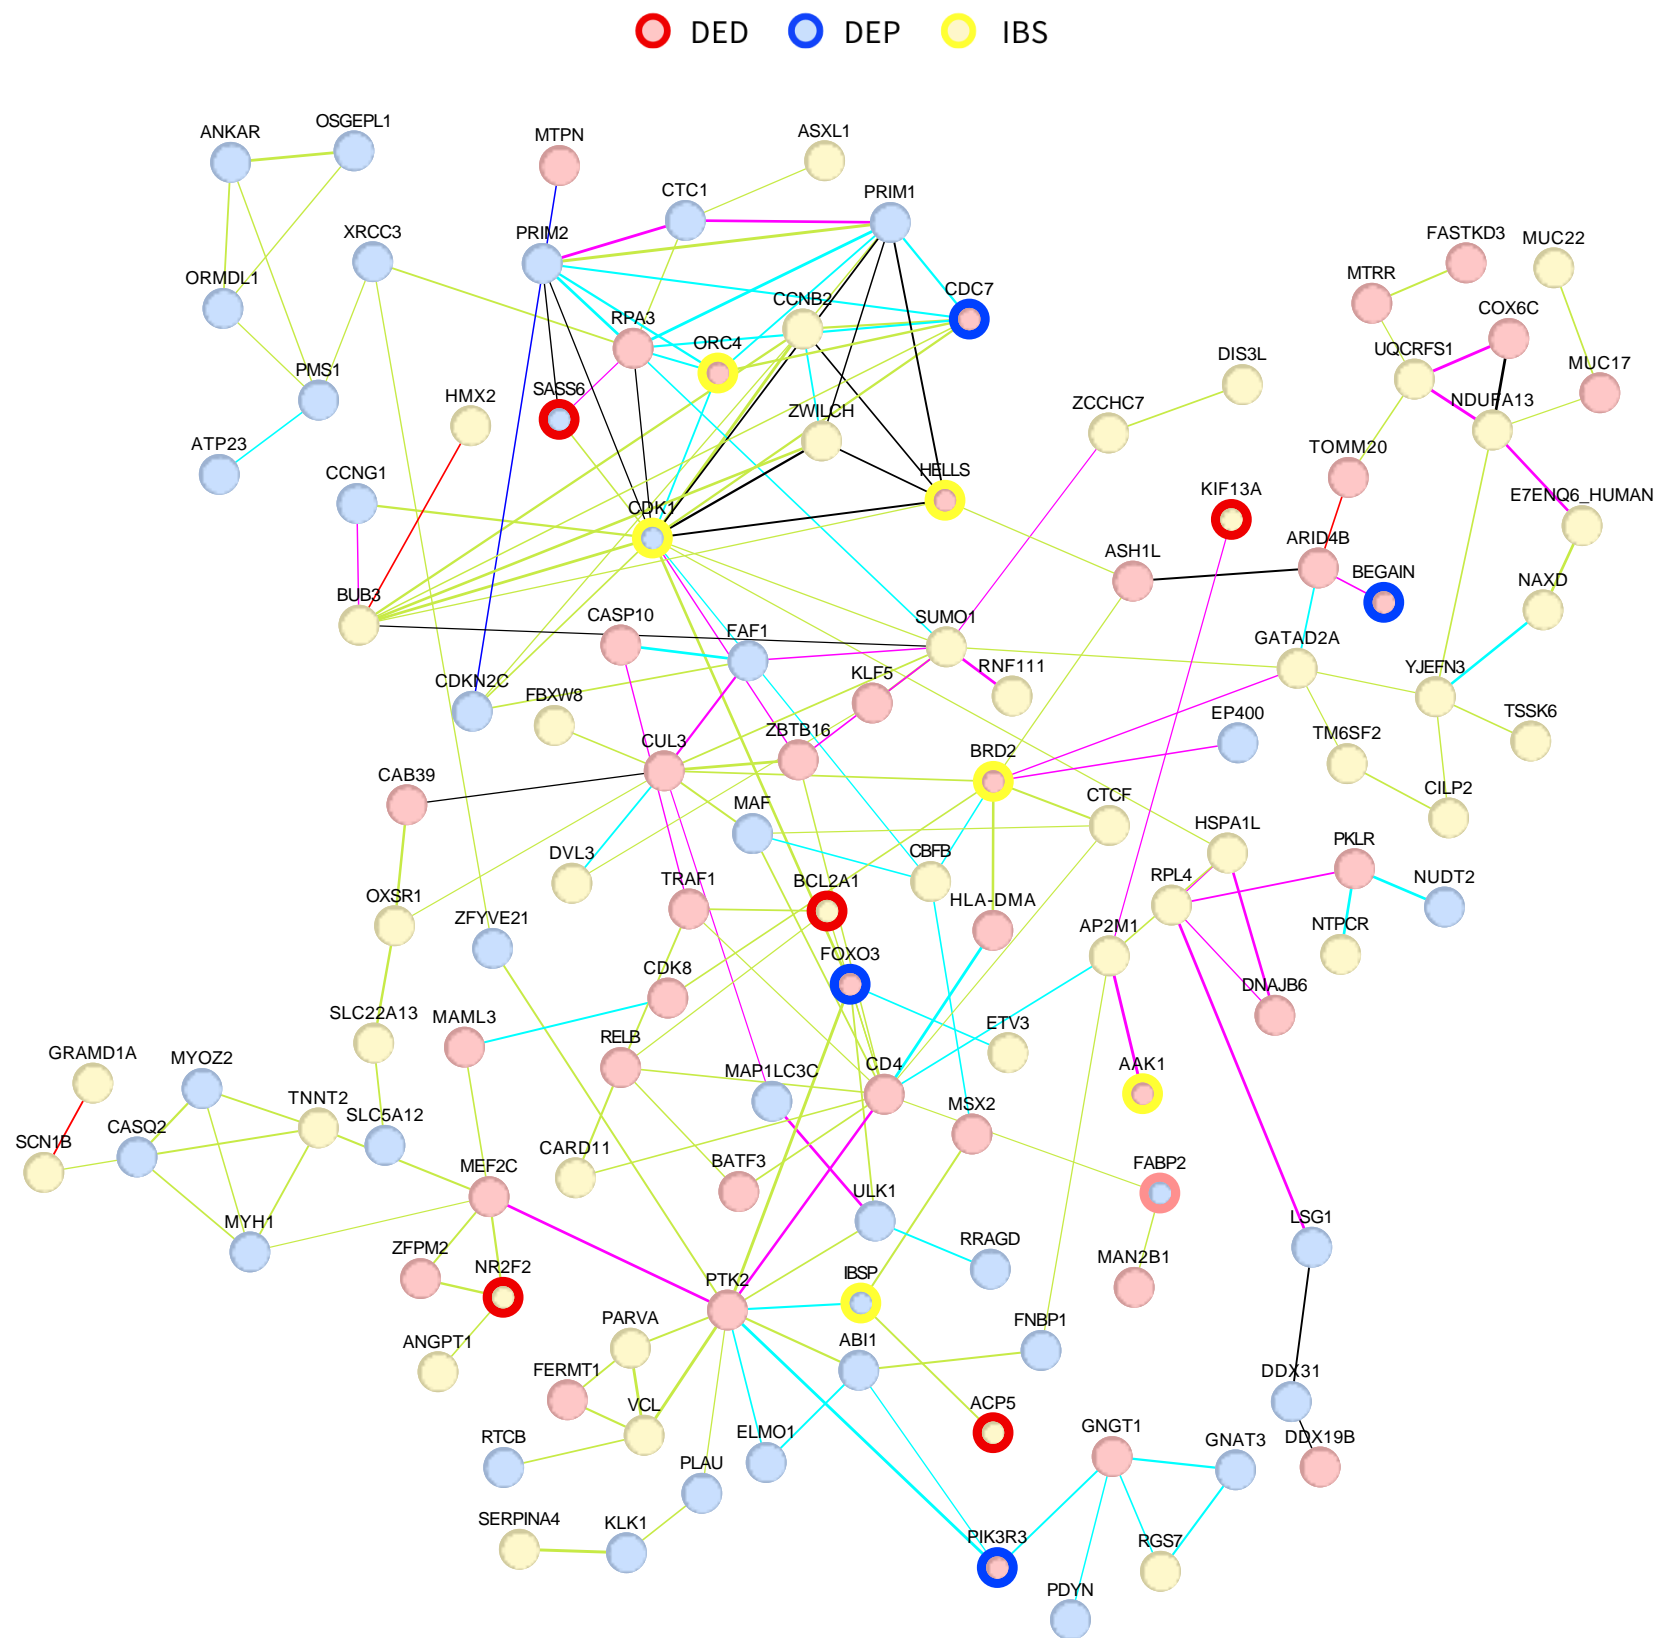 DED DEP IBS
OSGEPL1
ANKAR
MTPN
ASXL1
CTC1
PRIM1
XRCC3
PRIM2
FASTKD3
MUC22
MTRR
ORMDL1
CCNB2
CDC7
COX6C
RPA3
ORC4
UQCRFS1
DIS3L
PMS1
MUC17
HMX2
SASS6
NDUFA13
ZWILCH
ZCCHC7
ATP23
TOMM20
CCNG1
HELLS
KIF13A
E7ENQ6_HUMAN
CDK1
ARID4B
ASH1L
BEGAIN
NAXD
BUB3
CASP10
SUMO1
FAF1
GATAD2A
RNF111
KLF5
YJEFN3
CDKN2C
FBXW8
EP400
TSSK6
ZBTB16
TM6SF2
CUL3
BRD2
CAB39
CILP2
CTCF
MAF
HSPA1L
PKLR
DVL3
CBFB
TRAF1
BCL2A1
RPL4
NUDT2
OXSR1
HLA-DMA
ZFYVE21
NTPCR
AP2M1
FOXO3
CDK8
DNAJB6
SLC22A13
MAML3
ETV3
RELB
GRAMD1A
MYOZ2
CD4
AAK1
MAP1LC3C
TNNT2
MSX2
SLC5A12
CASQ2
SCN1B
CARD11
BATF3
MEF2C
FABP2
ULK1
LSG1
MYH1
RRAGD
ZFPM2
MAN2B1
NR2F2
IBSP
PTK2
PARVA
FNBP1
ABI1
ANGPT1
FERMT1
DDX31
VCL
ACP5
GNGT1
ELMO1
RTCB
GNAT3
DDX19B
PLAU
SERPINA4
KLK1
PIK3R3
RGS7
PDYN